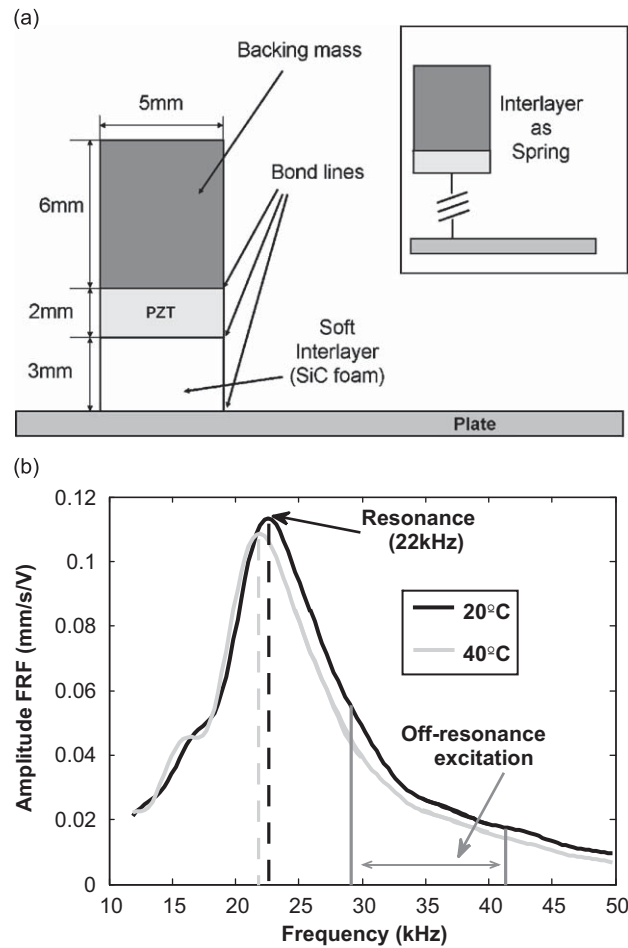 (a)
Backing mass
5mm
Interlayer
as
Spring
Bond lines
6mm
2mm
PZT
Soft
Interlayer
(SiC foam)
3mm
Plate
(b)
0.12
Resonance
(22kHz)
0.1
20ºC
40ºC
0.08
0.06
Off-resonance
excitation
0.04
0.02
0
Amplitude FRF (mm/s/V)
10 15 20 25 30 35 40 45 50
Frequency (kHz)